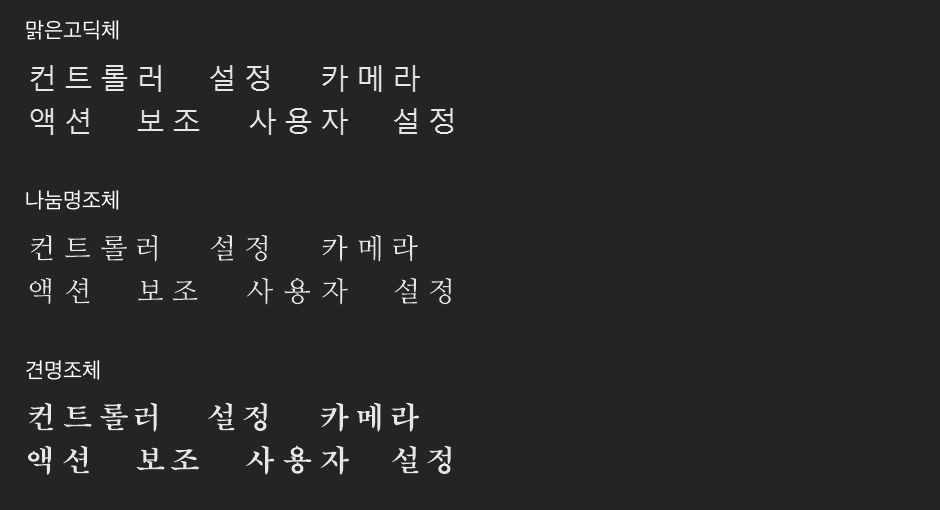 맑은고딕체
컨트롤러 설정 카메라
액션 보조 사용자 설정
나눔명조체
컨트롤러 설정 카메라
액션 보조 사용자 설정
견명조체
컨트롤러 설정 카메라
액션 보조 사용자 설정